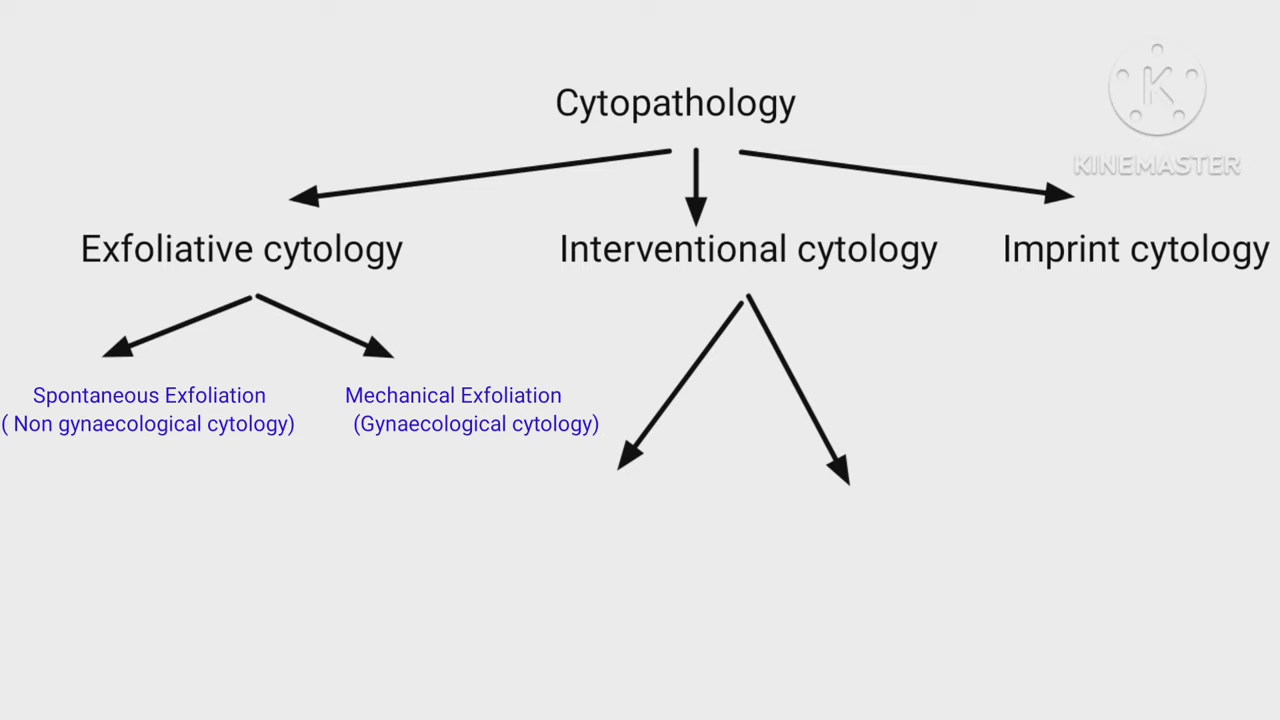 Cytopathology
K
KINEMASTER
Exfoliative cytology
Interventional cytology
Imprint cytology
Spontaneous Exfoliation
( Non gynaecological cytology)
Mechanical Exfoliation
(Gynaecological cytology)